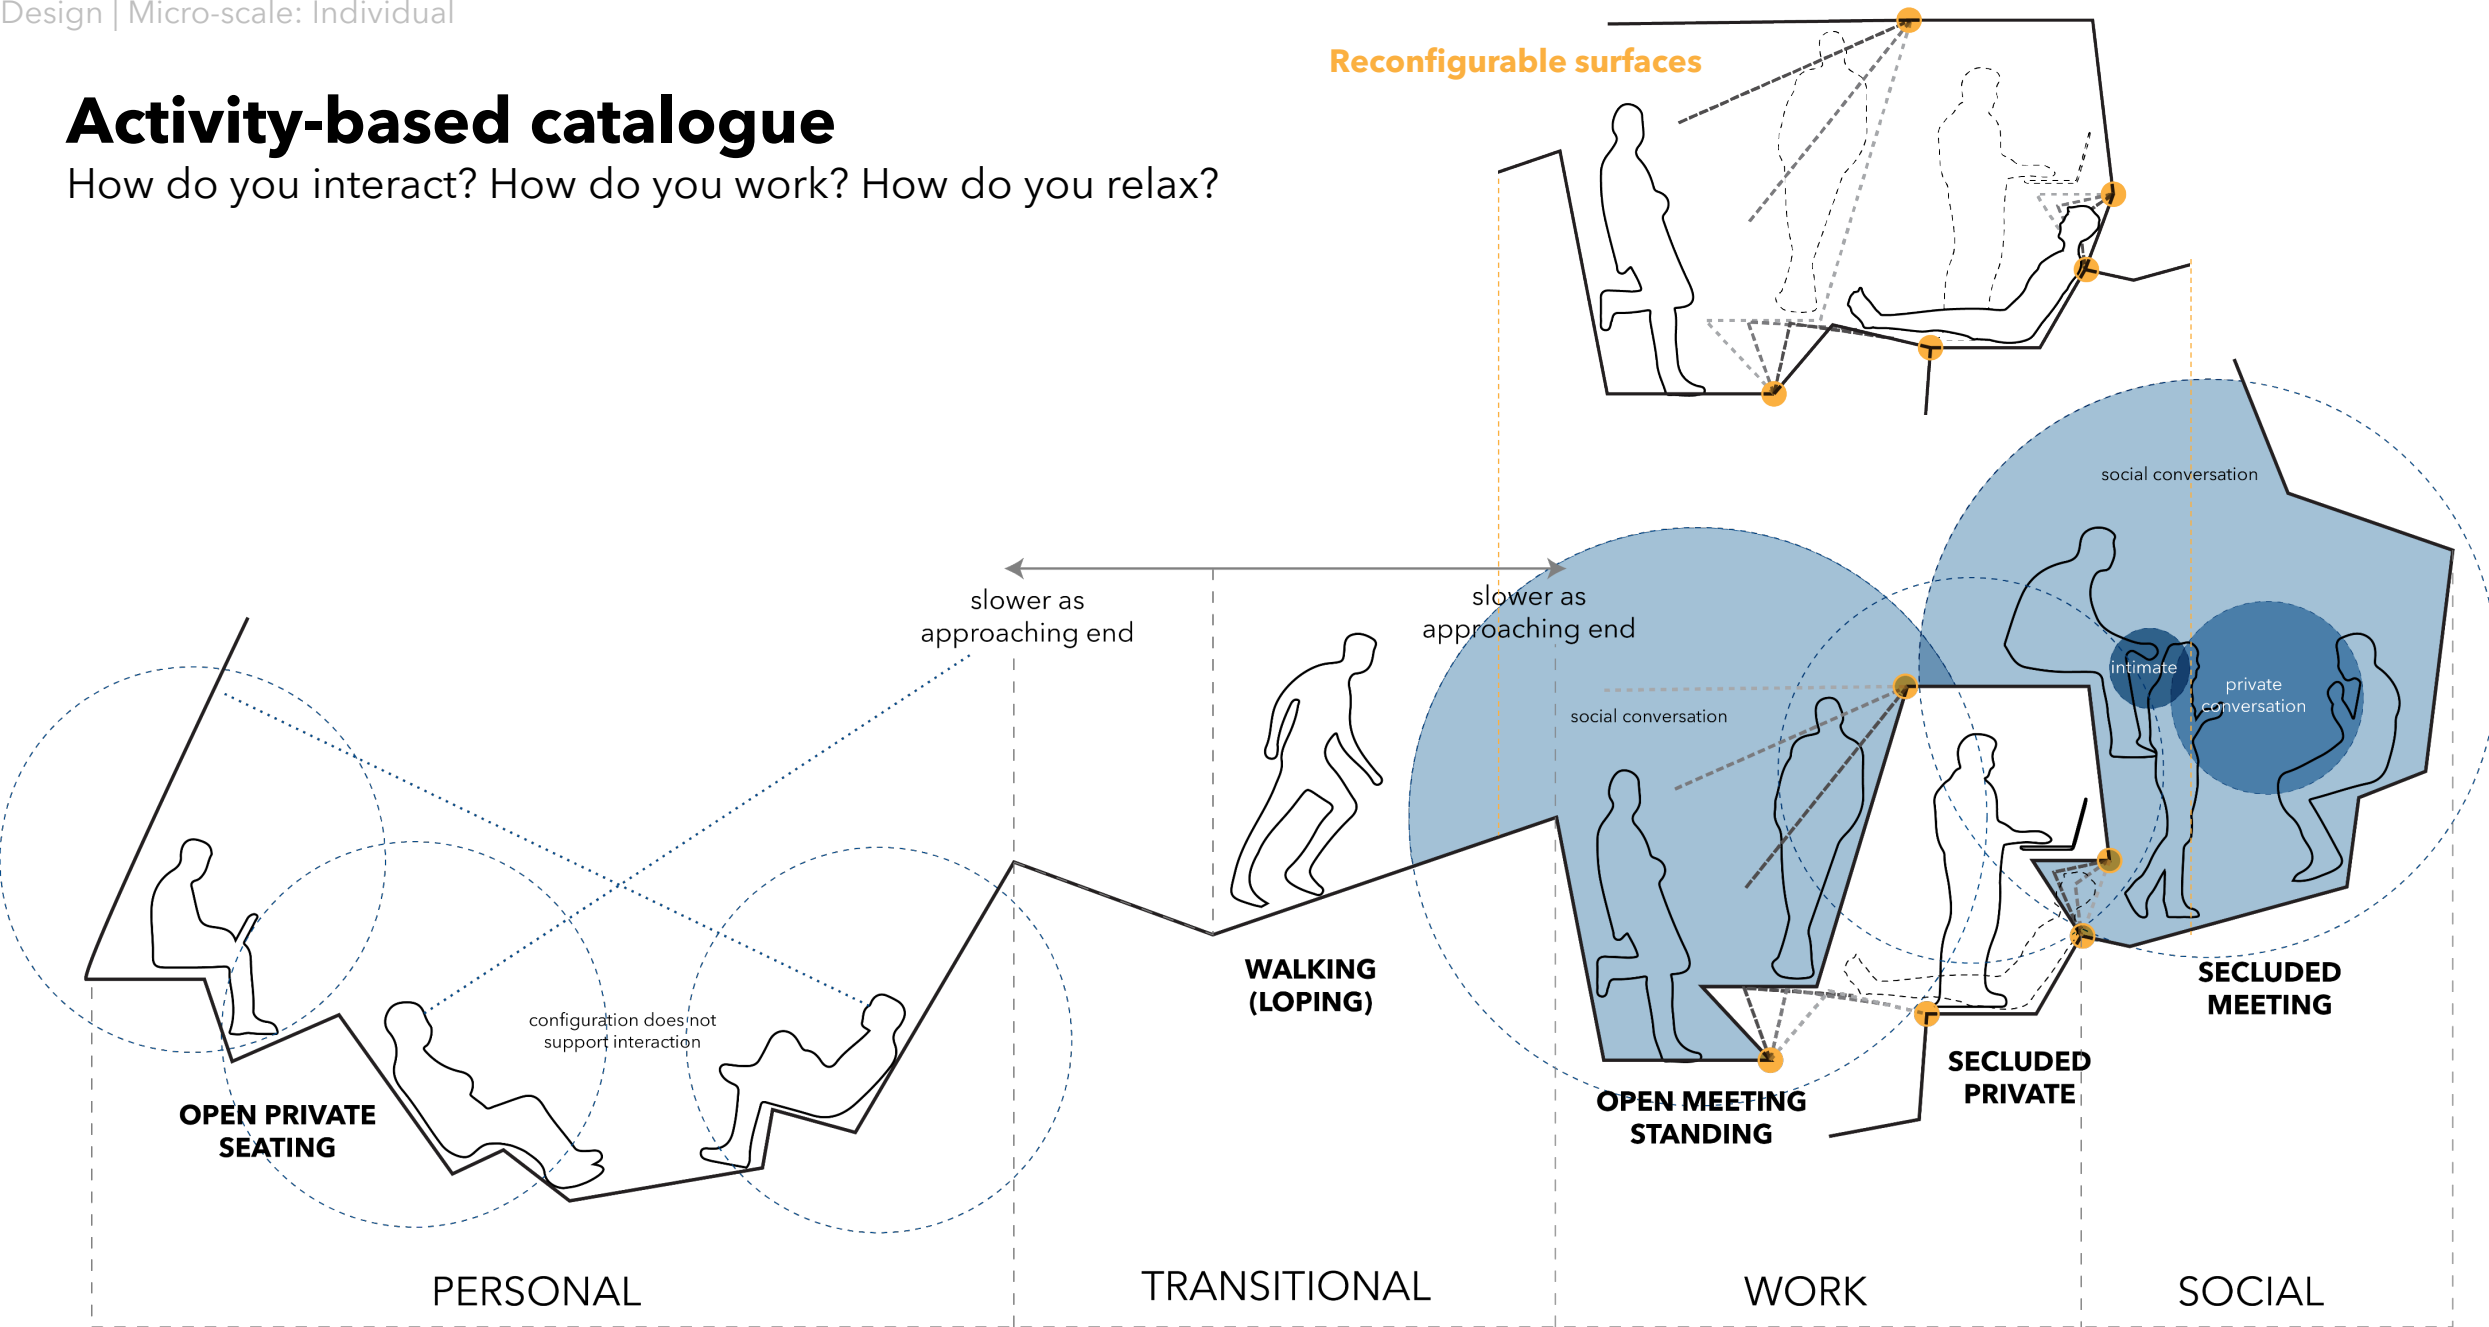 Design | Micro-scale: Individual
Activity-based catalogue
How do you interact? How do you work? How do you relax?
Reconfigurable surfaces
social conversation
slower as
approaching end
slower as
approaching end
intimate
private
conversation
social conversation
WALKING
(LOPING)
SECLUDED
MEETING
configuration does not
support interaction
SECLUDED
PRIVATE
OPEN PRIVATE
SEATING
OPEN MEETING
STANDING
PERSONAL
TRANSITIONAL
WORK
SOCIAL